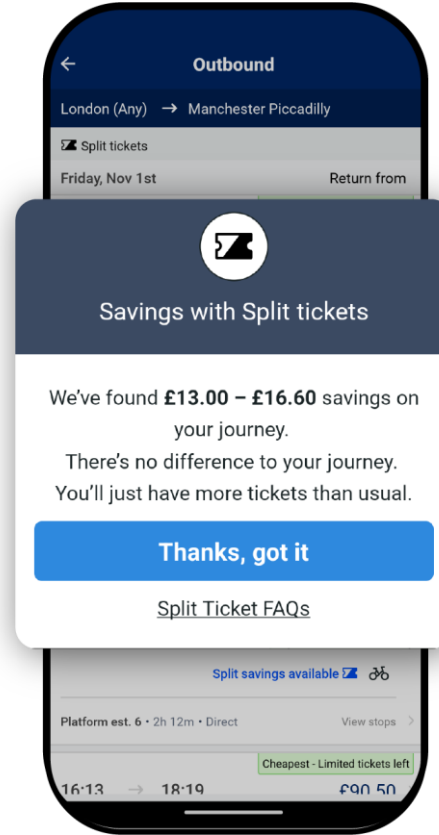 Outbound
London (Any) → Manchester Piccadilly
Split tickets
Friday, Nov 1st Return from
Savings with Split tickets
We've found £13.00 – £16.60 savings on
your journey.
There's no difference to your journey.
You'll just have more tickets than usual.
Thanks, got it
Split Ticket FAQs
Split savings available
Platform est. 6 • 2h 12m • Direct View stops
Cheapest - Limited tickets left
16:13 → 18:19 £90.50